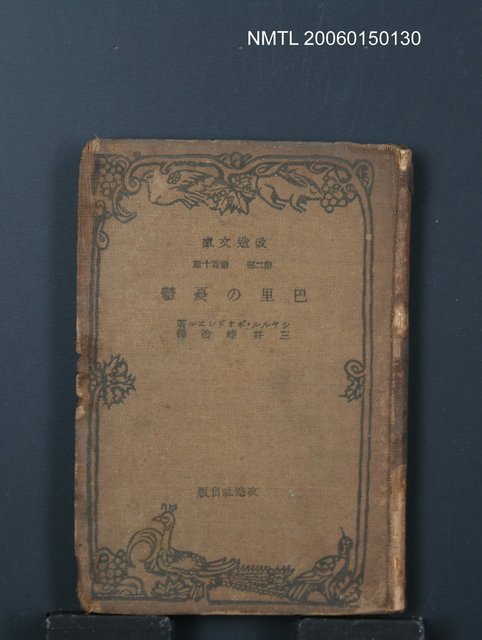 NMTL 20060150130
改造文庫
第二部 第百十篇
巴里の憂鬱
シヤルル・ボオドレエル著
三好達治譯
改造社出版